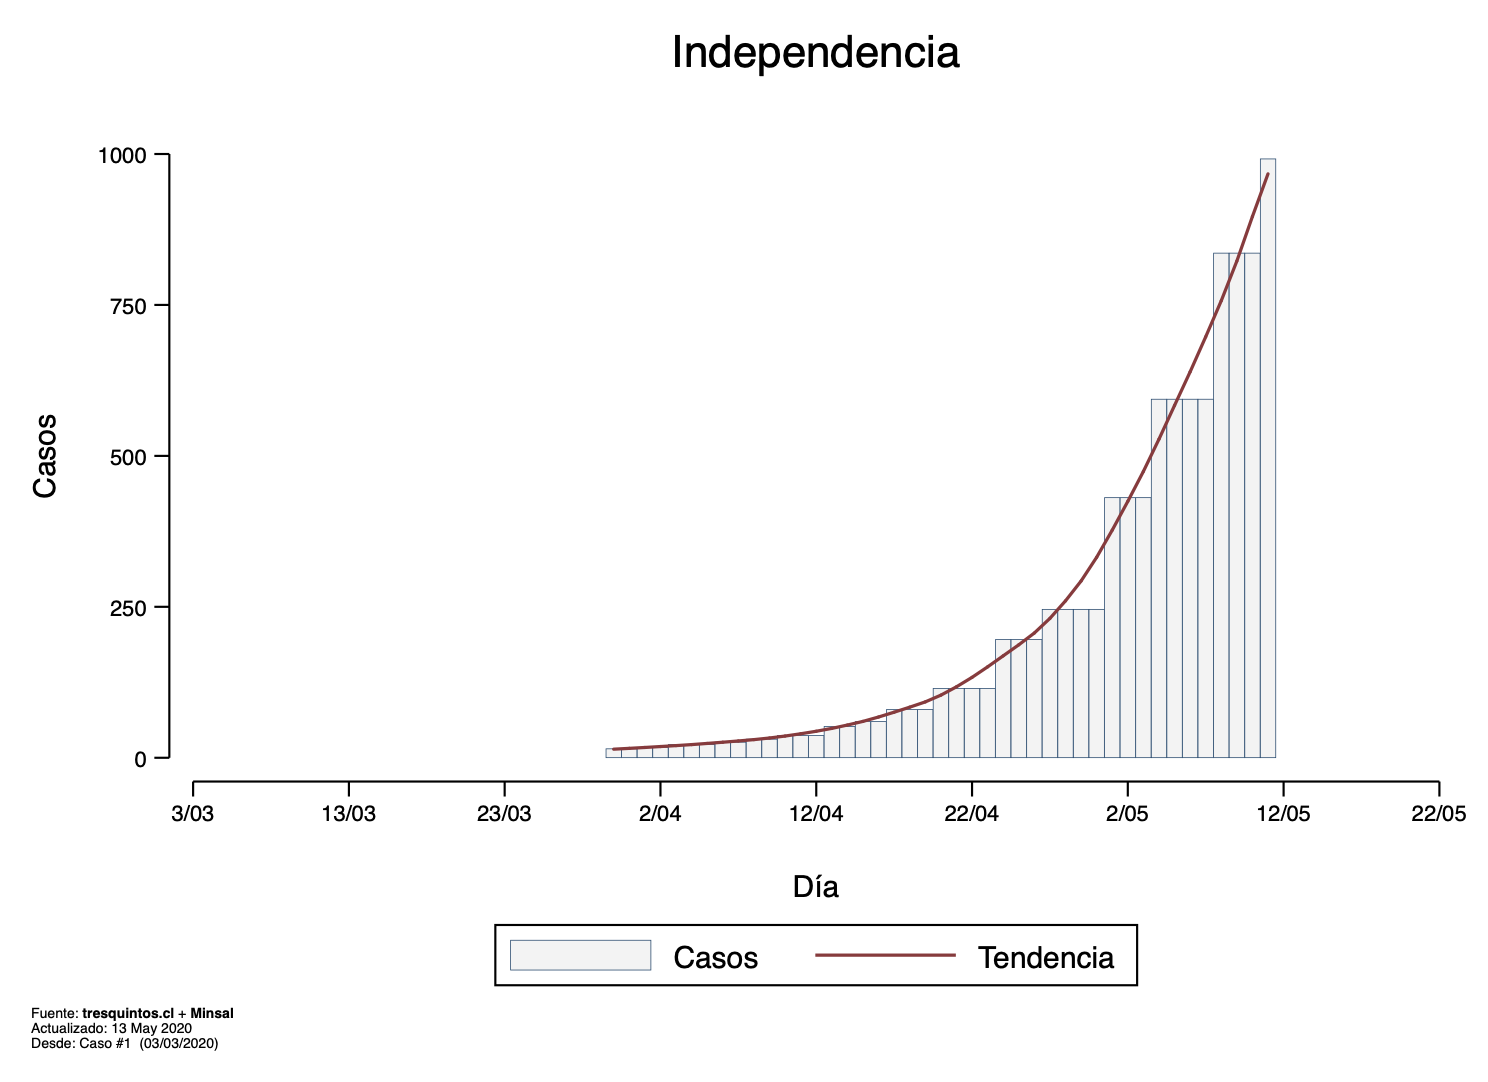 Independencia
1000
750
500
250
0
Casos
3/03 13/03 23/03 2/04 12/04 22/04 2/05 12/05 22/05
Día
Casos Tendencia
Fuente: tresquintos.cl + Minsal
Actualizado: 13 May 2020
Desde: Caso #1 (03/03/2020)